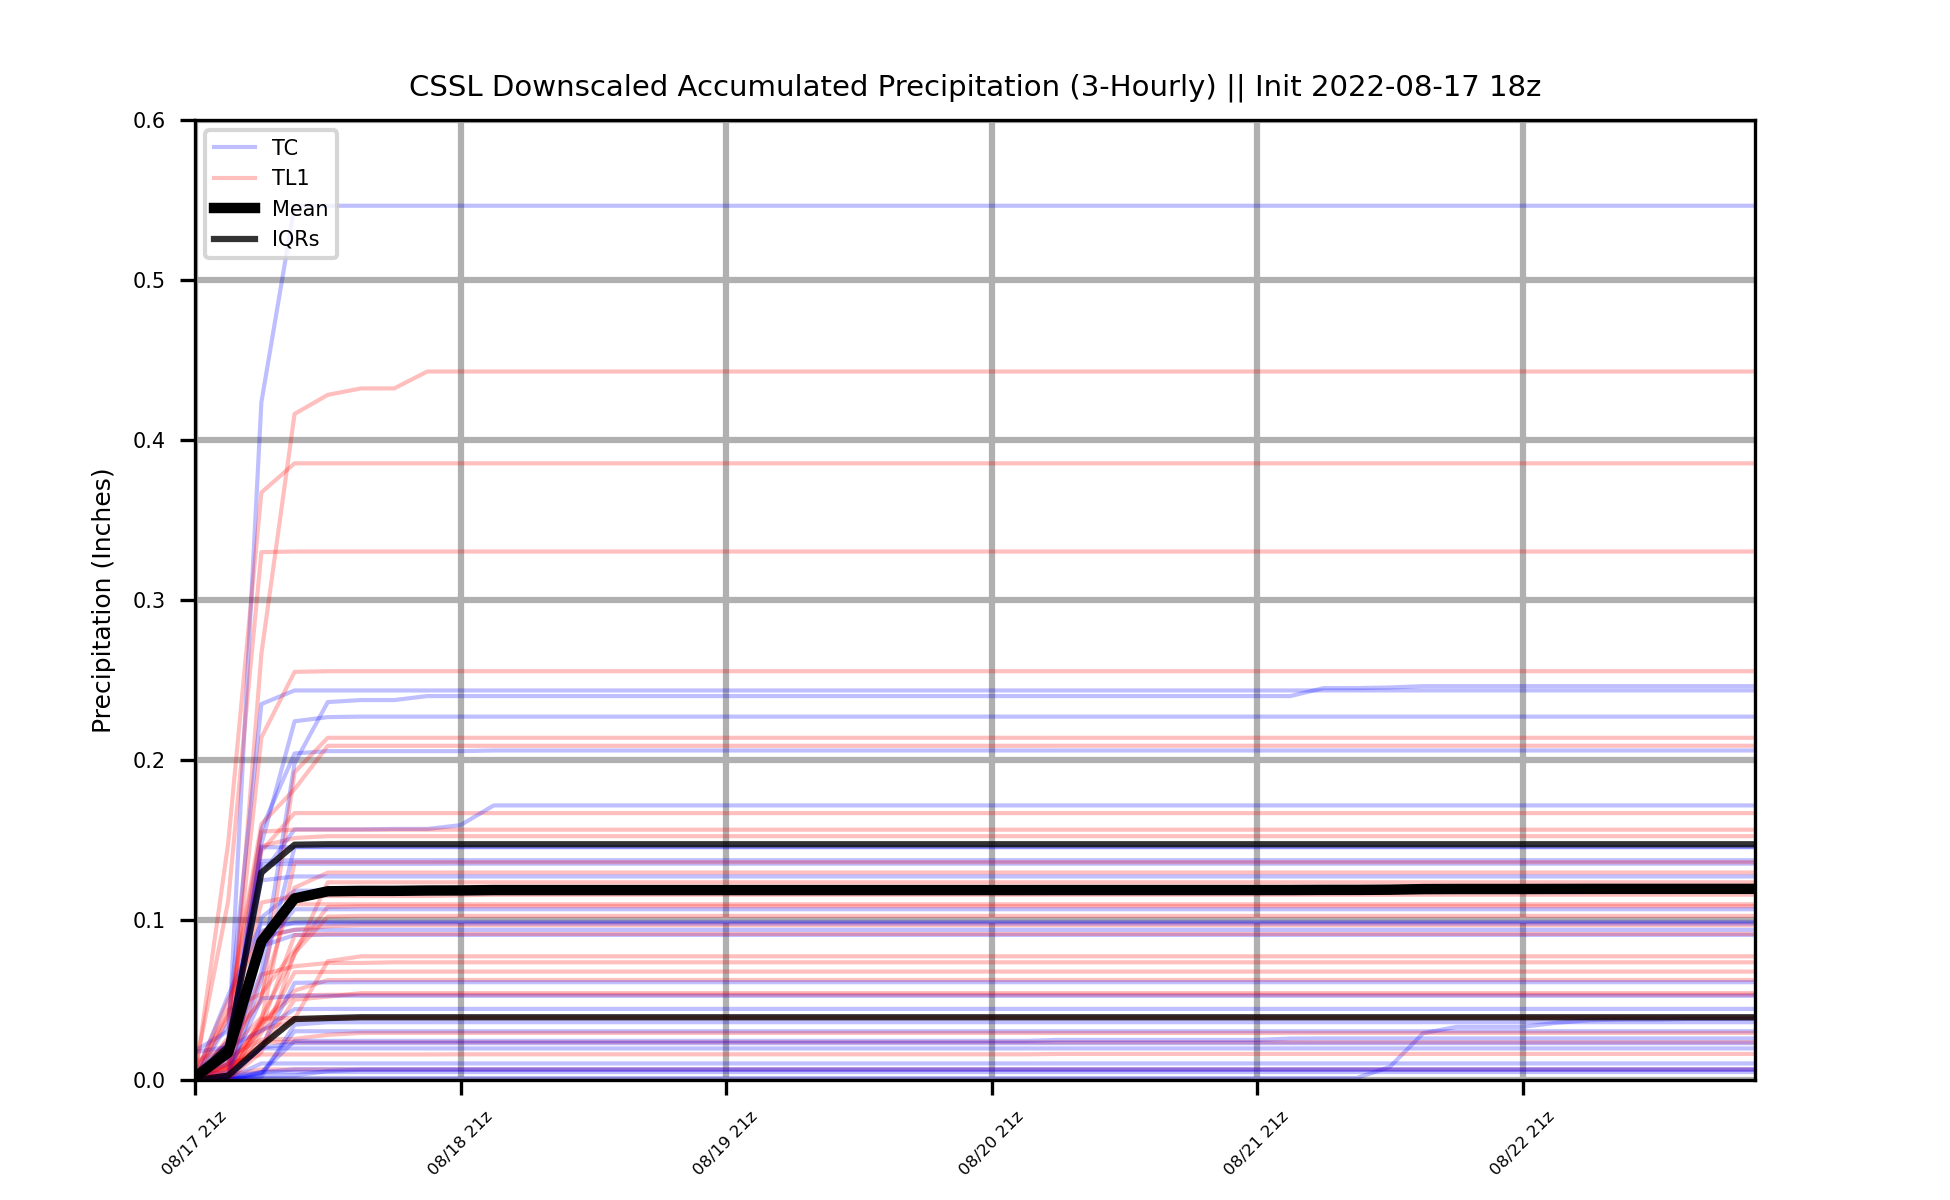 CSSL Downscaled Accumulated Precipitation (3-Hourly) || Init 2022-08-17 18z
TC
TL1
Mean
IQRs
Precipitation (Inches)
0.6
0.5
0.4
0.3
0.2
0.1
0.0
08/17 21z
08/18 21z
08/19 21z
08/20 21z
08/21 21z
08/22 21z